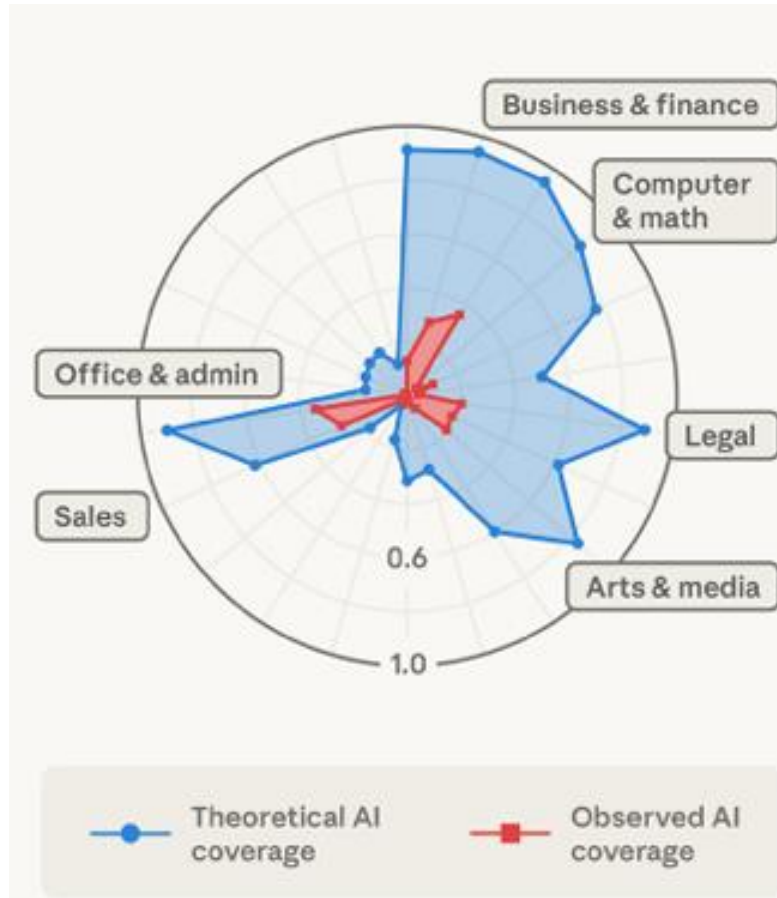 Business & finance
Computer
& math
Office & admin
Legal
Sales
0.6
Arts & media
1.0
Theoretical AI
coverage
Observed AI
coverage